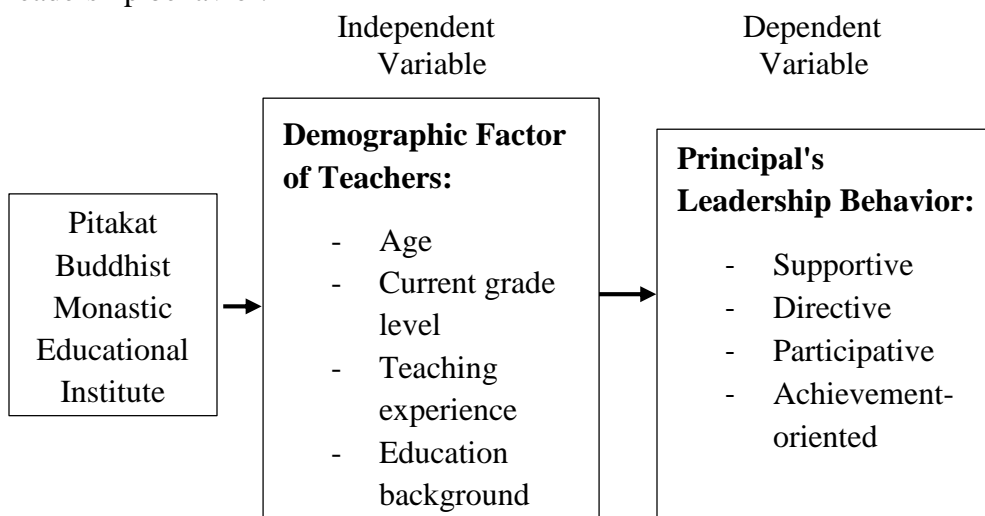 Independent
Variable
Dependent
Variable
Pitakat
Buddhist
Monastic
Educational
Institute
Demographic Factor
of Teachers:
- Age
- Current grade
level
- Teaching
experience
- Education
background
Principal's
Leadership Behavior:
- Supportive
- Directive
- Participative
- Achievement-
oriented